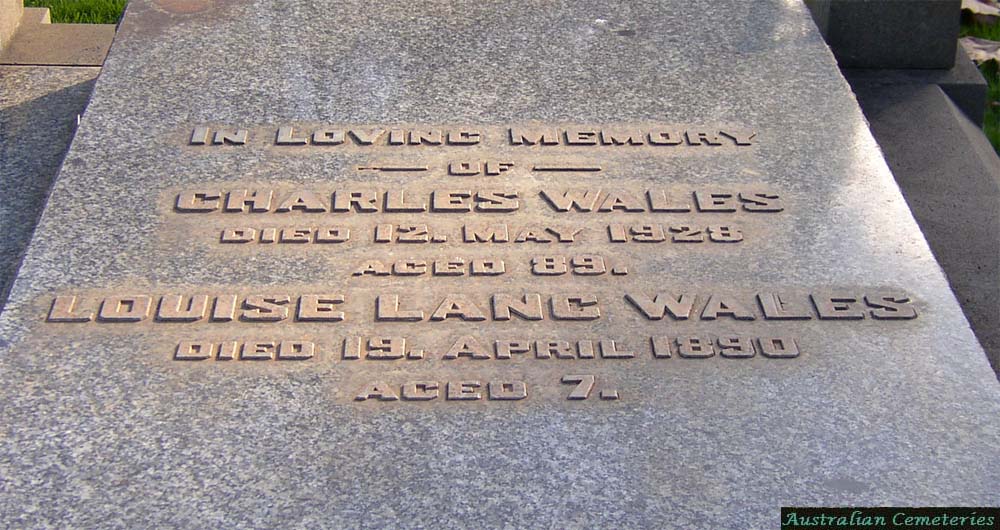 IN LOVING MEMORY
— OF —
CHARLES WALES
DIED 12. MAY 1928
AGED 89.
LOUISE LANG WALES
DIED 19. APRIL 1890
AGED 7.
Australian Cemeteries